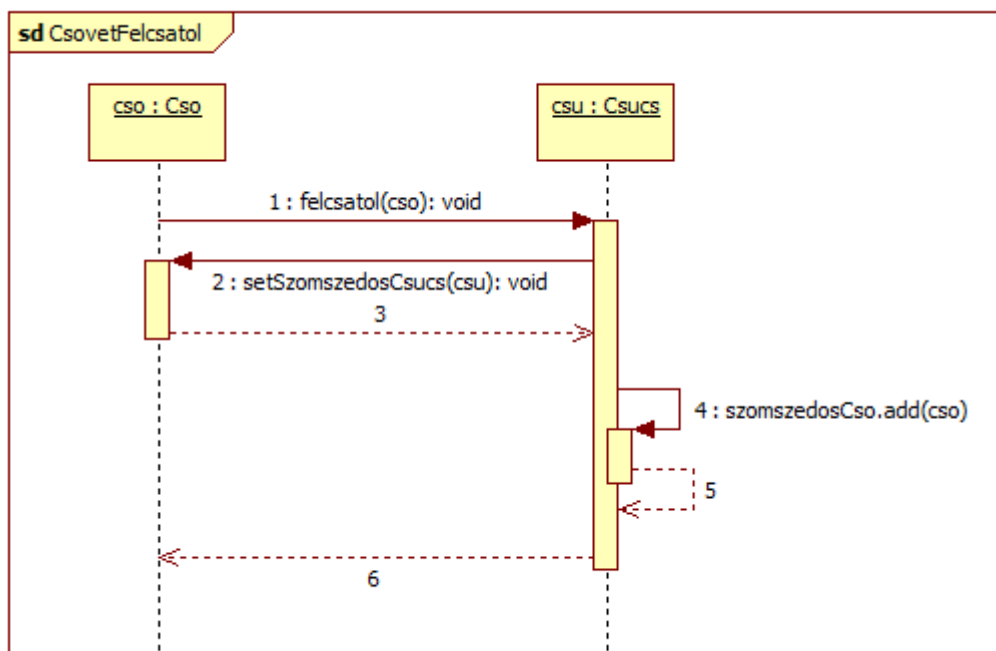 sd CsovetFelcsatol
cso : Cso
csu : Csucs
1 : felcsatol(cso): void
2 : setSzomszedosCsucs(csu): void
3
4 : szomszedosCso.add(cso)
5
6